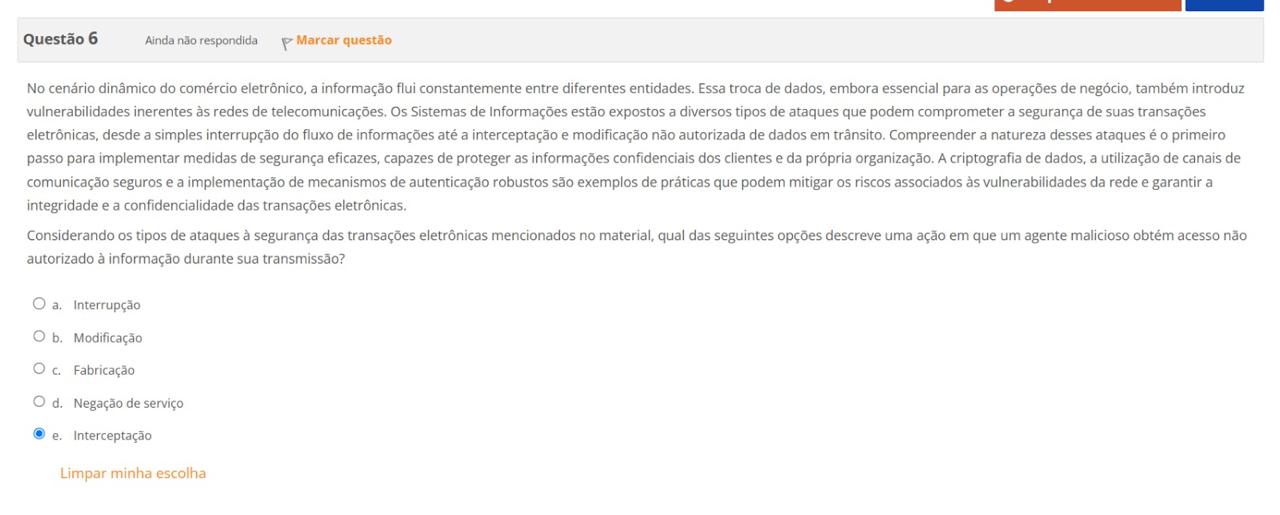 Questão 6 Ainda não respondida Marcar questão
No cenário dinâmico do comércio eletrônico, a informação flui constantemente entre diferentes entidades. Essa troca de dados, embora essencial para as operações de negócio, também introduz
vulnerabilidades inerentes às redes de telecomunicações. Os Sistemas de Informações estão expostos a diversos tipos de ataques que podem comprometer a segurança de suas transações
eletrônicas, desde a simples interrupção do fluxo de informações até a interceptação e modificação não autorizada de dados em trânsito. Compreender a natureza desses ataques é o primeiro
passo para implementar medidas de segurança eficazes, capazes de proteger as informações confidenciais dos clientes e da própria organização. A criptografia de dados, a utilização de canais de
comunicação seguros e a implementação de mecanismos de autenticação robustos são exemplos de práticas que podem mitigar os riscos associados às vulnerabilidades da rede e garantir a
integridade e a confidencialidade das transações eletrônicas.
Considerando os tipos de ataques à segurança das transações eletrônicas mencionados no material, qual das seguintes opções descreve uma ação em que um agente malicioso obtém acesso não
autorizado à informação durante sua transmissão?
a. Interrupção
b. Modificação
c. Fabricação
d. Negação de serviço
e. Interceptação
Limpar minha escolha